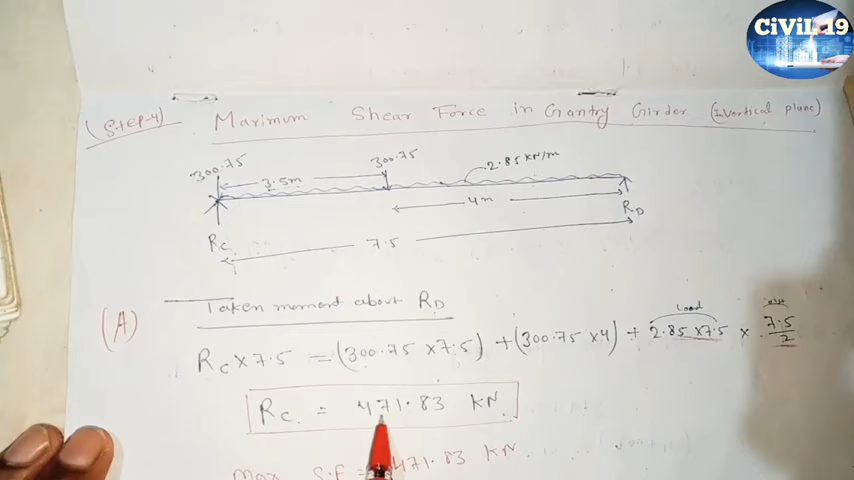 CiViL 19
(Step-4) Maximum Shear Force in Gantry Girder (Invertical plane)
300.75 300.75 2.85 KN/m
3.5m
4m
RC RD
7.5
(A) Taken moment about RD
Load
RC x 7.5 = (300.75 x 7.5) + (300.75 x 4) + 2.85 x 7.5 x 7.5/2
RC = 471.83 KN.
Max S.F = 471.83 KN